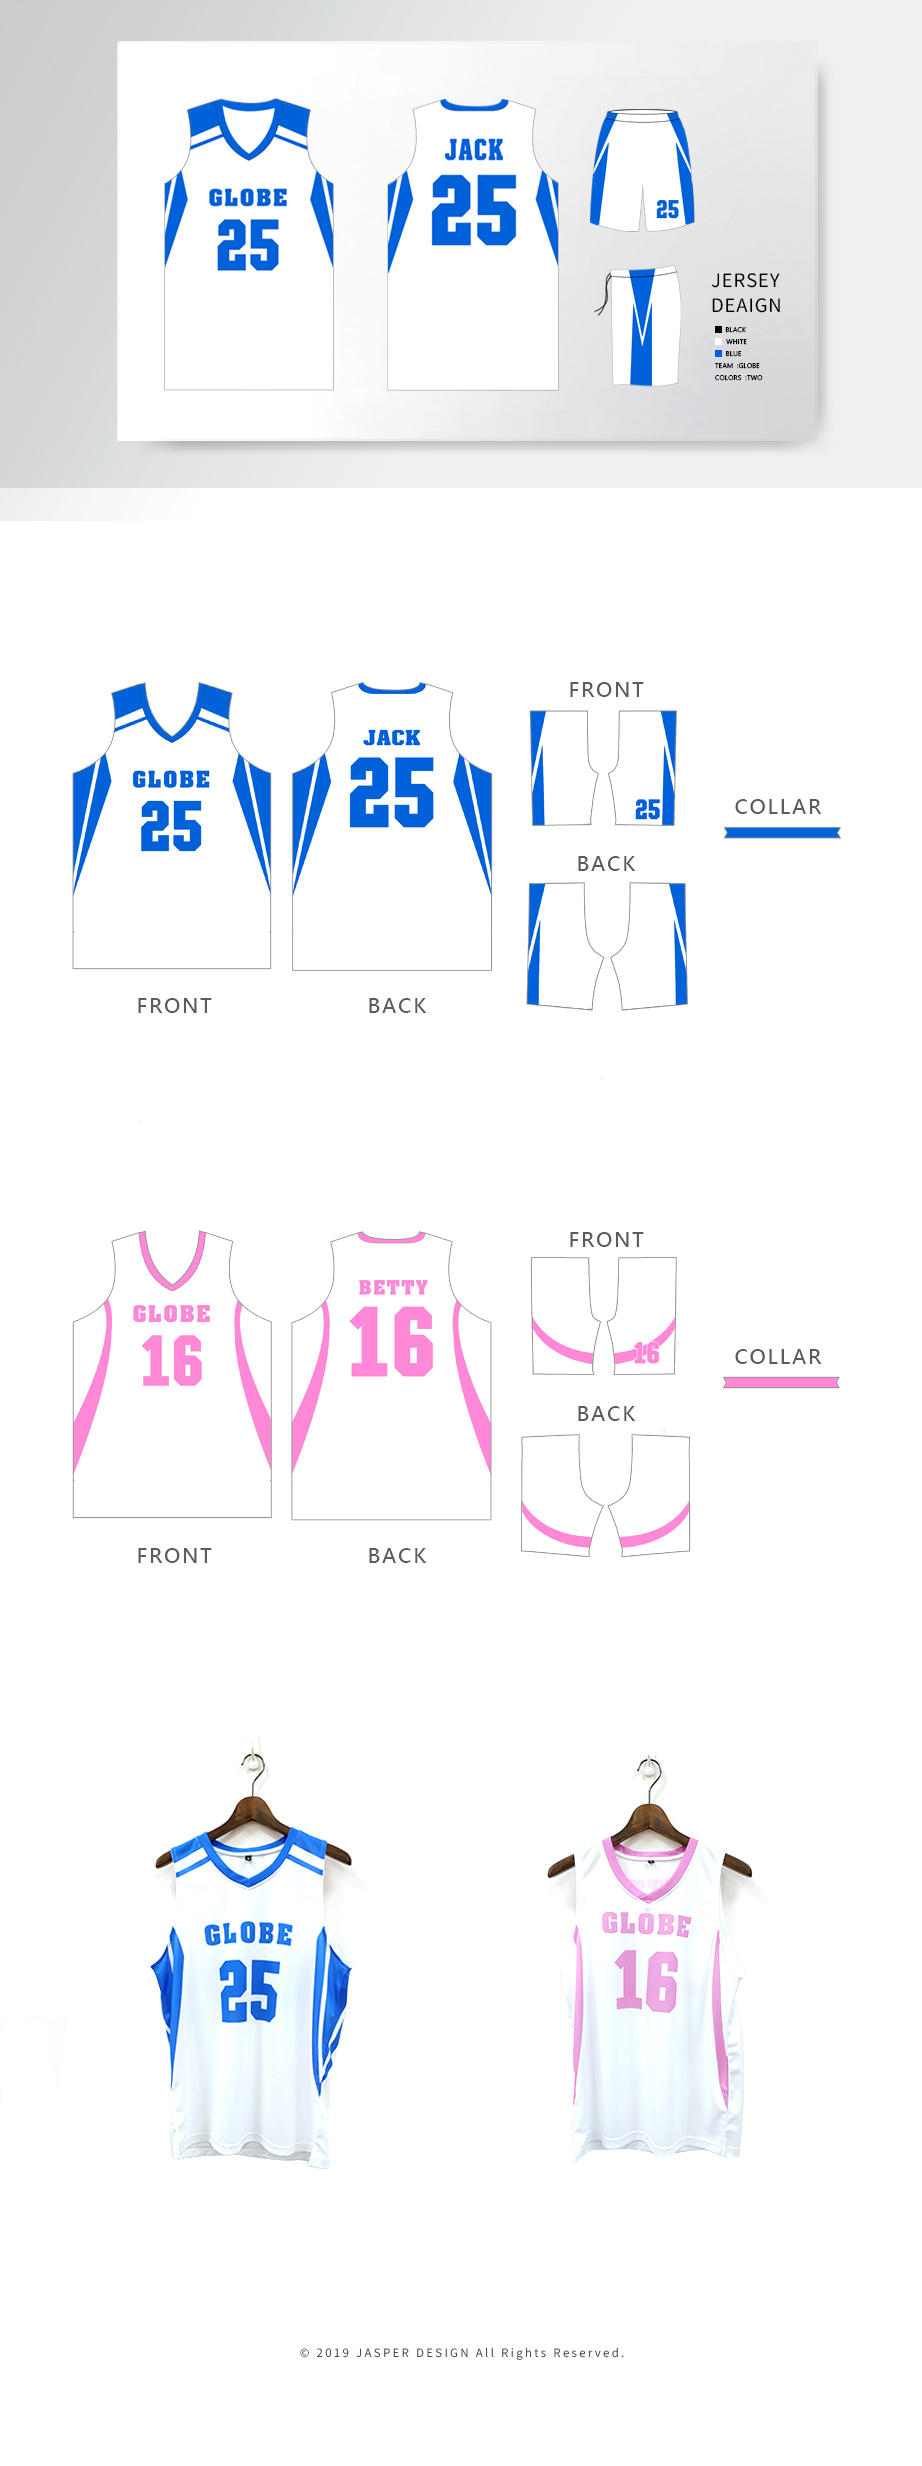 GLOBE
25
JACK
25
25
JERSEY
DEAIGN
BLACK
WHITE
BLUE
TEAM :GLOBE
COLORS :TWO
GLOBE
25
FRONT
JACK
25
BACK
FRONT
25
BACK
COLLAR
GLOBE
16
FRONT
BETTY
16
BACK
FRONT
16
BACK
COLLAR
GLOBE
25
GLOBE
16
© 2019 JASPER DESIGN All Rights Reserved.